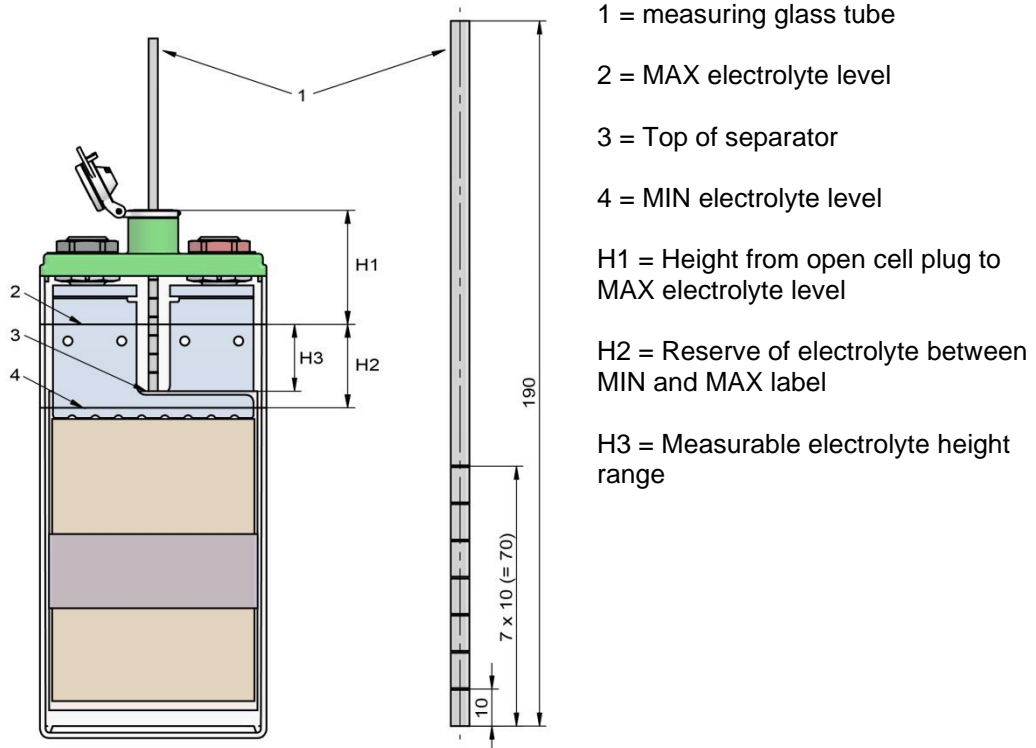 1 = measuring glass tube
2 = MAX electrolyte level
3 = Top of separator
4 = MIN electrolyte level
H1 = Height from open cell plug to
MAX electrolyte level
H2 = Reserve of electrolyte between
MIN and MAX label
H3 = Measurable electrolyte height
range
1
H1
2
3
H3
H2
4
190
7 x 10 (= 70)
10